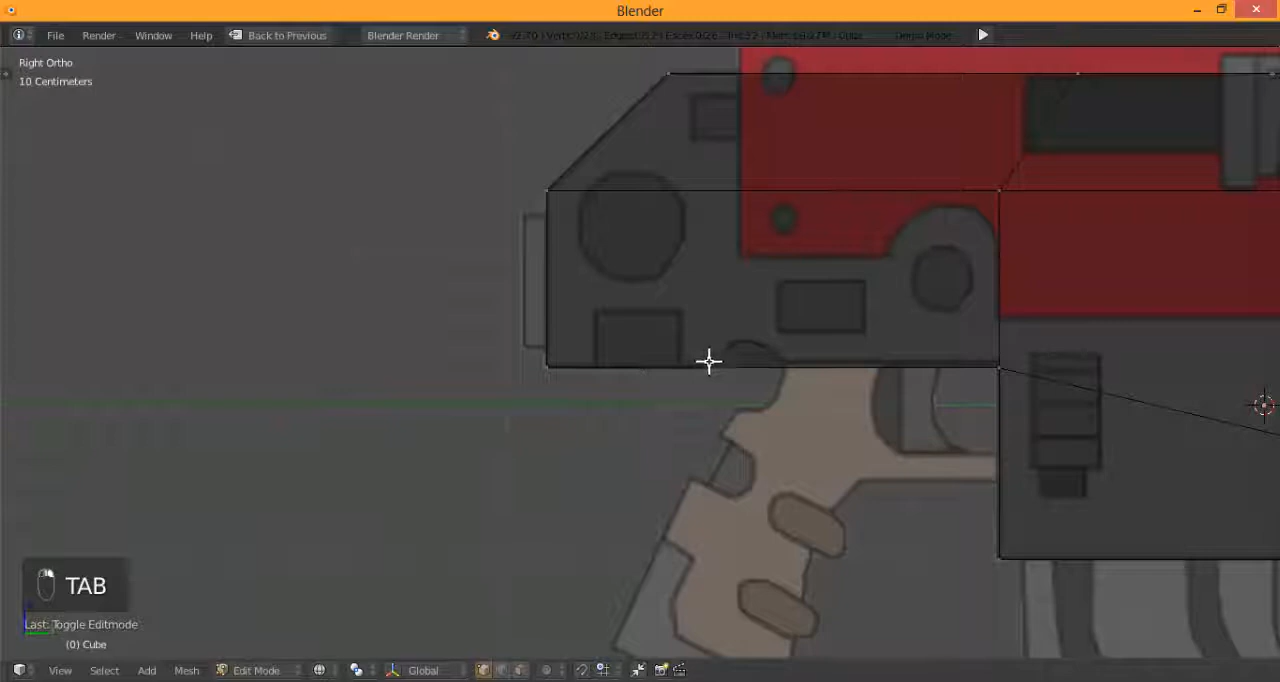 Blender
File Render Window Help Back to Previous Blender Render
Right Ortho
10 Centimeters
TAB
Last: Toggle Editmode
(0) Cube
View Select Add Mesh Edit Mode Global